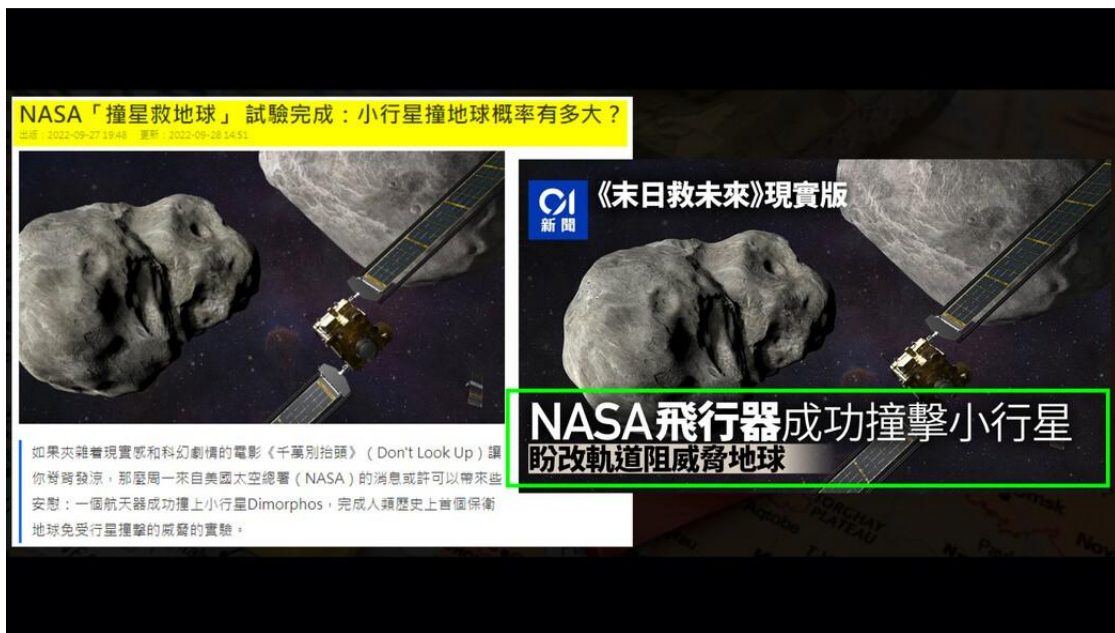 NASA「撞星救地球」 試驗完成：小行星撞地球概率有多大？
出版：2022-09-27 19:48 更新：2022-09-28 14:51
如果夾雜着現實感和科幻劇情的電影《千萬別抬頭》（Don't Look Up）讓
你脊背發涼，那麼周一來自美國太空總署（NASA）的消息或許可以帶來些
安慰：一個航天器成功撞上小行星Dimorphos，完成人類歷史上首個保衛
地球免受行星撞擊的威脅的實驗。
01
新聞
《末日救未來》現實版
NASA飛行器成功撞擊小行星
盼改軌道阻威脅地球
TORGHAY
PLATEAU